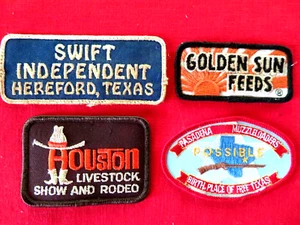 SWIFT
INDEPENDENT
HEREFORD, TEXAS
GOLDEN SUN
FEEDS
®
HOUSTON
LIVESTOCK
SHOW AND RODEO
PASADENA MUZZLELOADERS
POSSIBLE
BIRTH PLACE OF FREE TEXAS